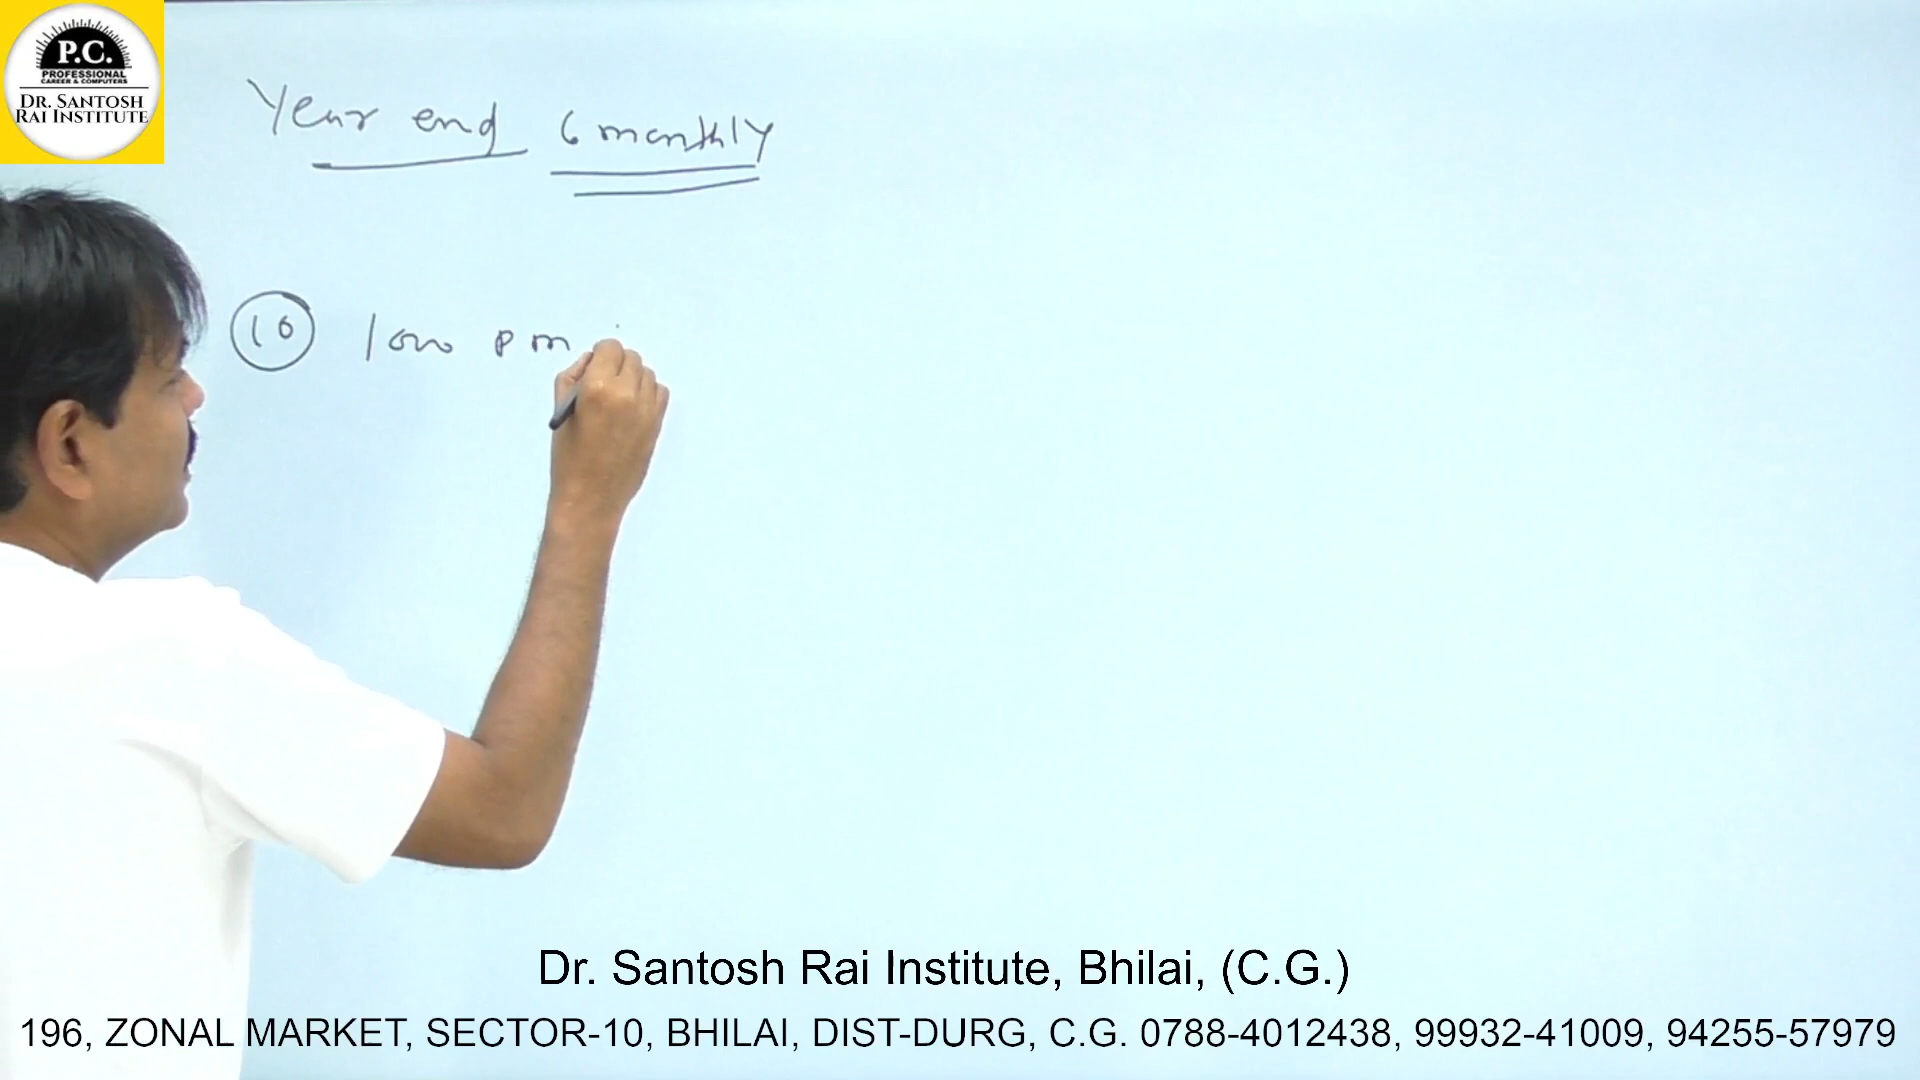 P.C.
PROFESSIONAL
CAREER & COMPUTERS
DR. SANTOSH
RAI INSTITUTE
Year end 6 monthly
10 1000 P m
Dr. Santosh Rai Institute, Bhilai, (C.G.)
196, ZONAL MARKET, SECTOR-10, BHILAI, DIST-DURG, C.G. 0788-4012438, 99932-41009, 94255-57979